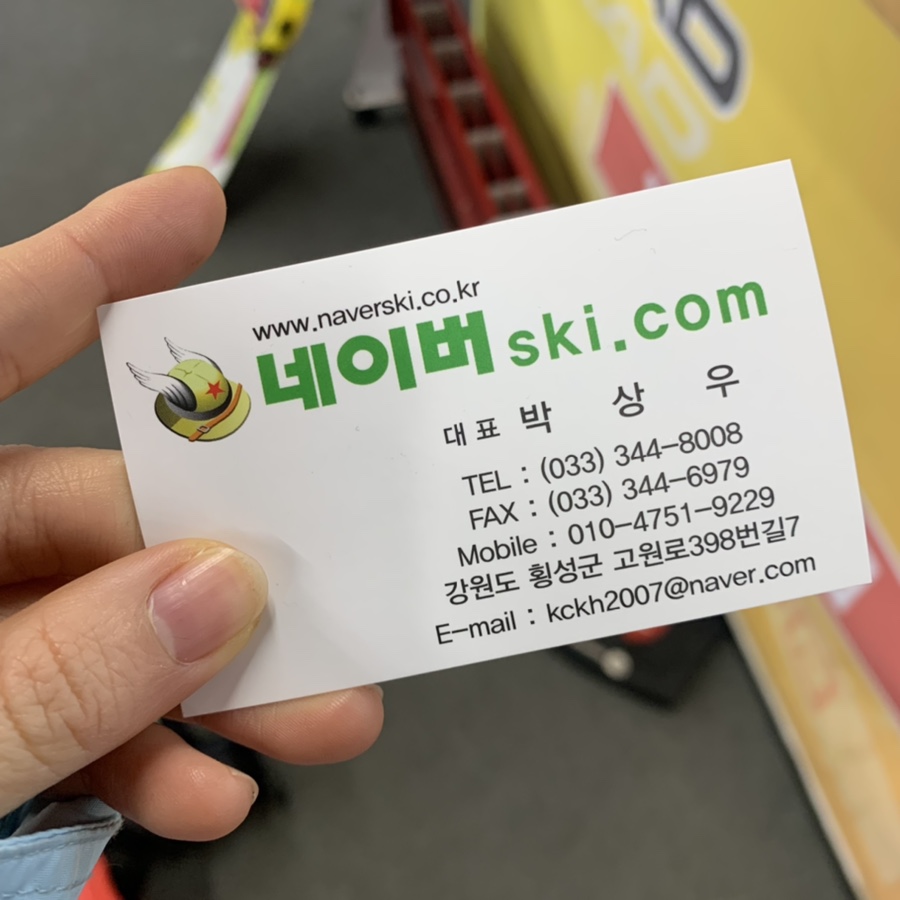 www.naverski.co.kr
네이버 ski.com
대표 박 상 우
TEL : (033) 344-8008
FAX : (033) 344-6979
Mobile : 010-4751-9229
강원도 횡성군 고원로398번길7
E-mail : kckh2007@naver.com